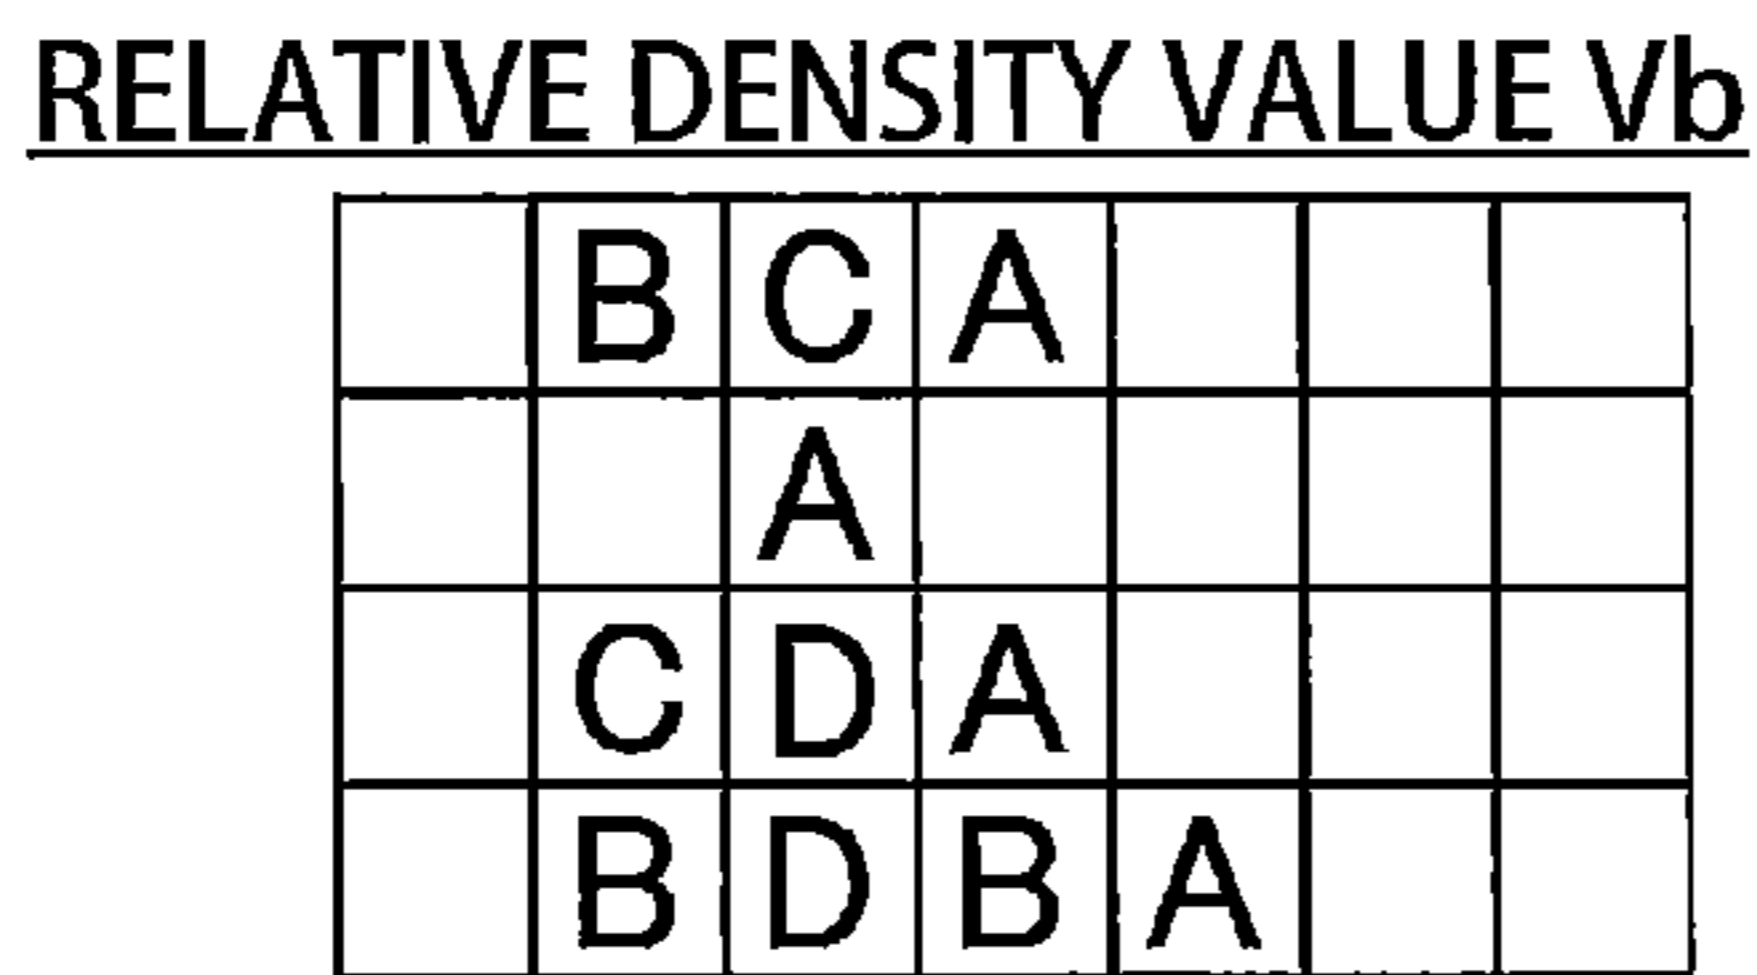 RELATIVE DENSITY VALUE Vb
B C A
A
C D A
B D B A